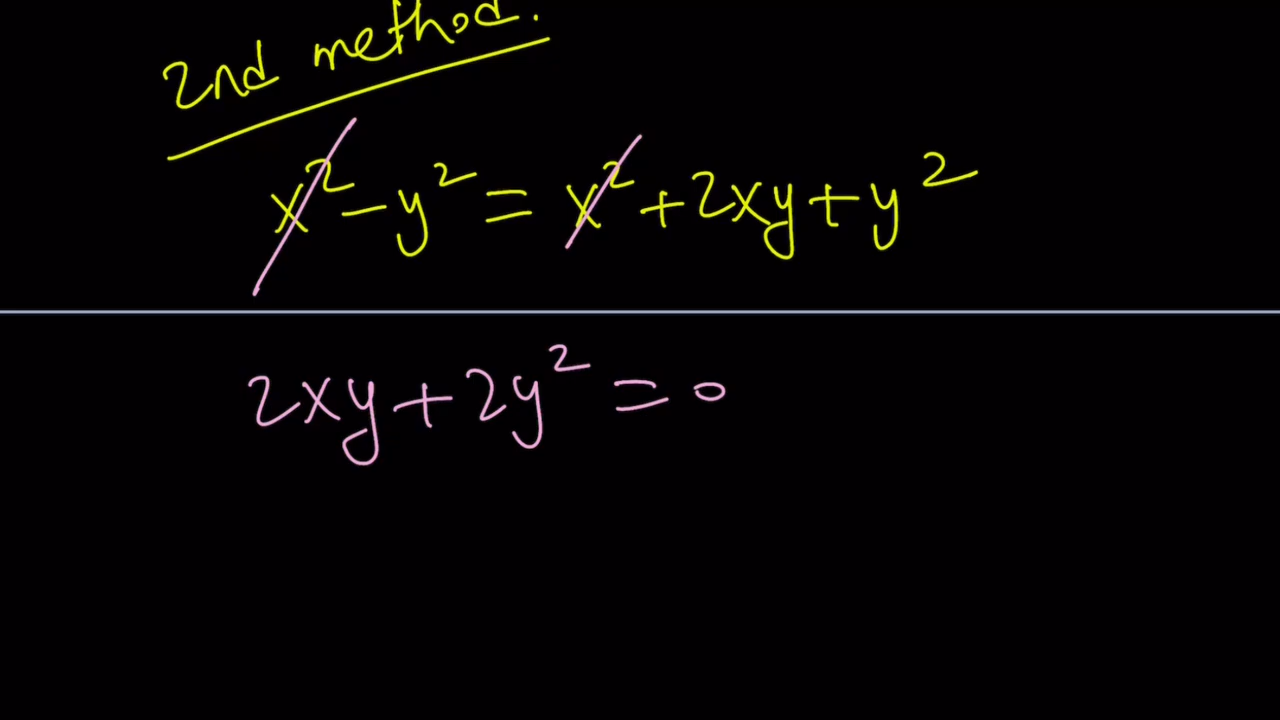 2nd method.
x² - y² = x² + 2xy + y²
2xy + 2y² = 0